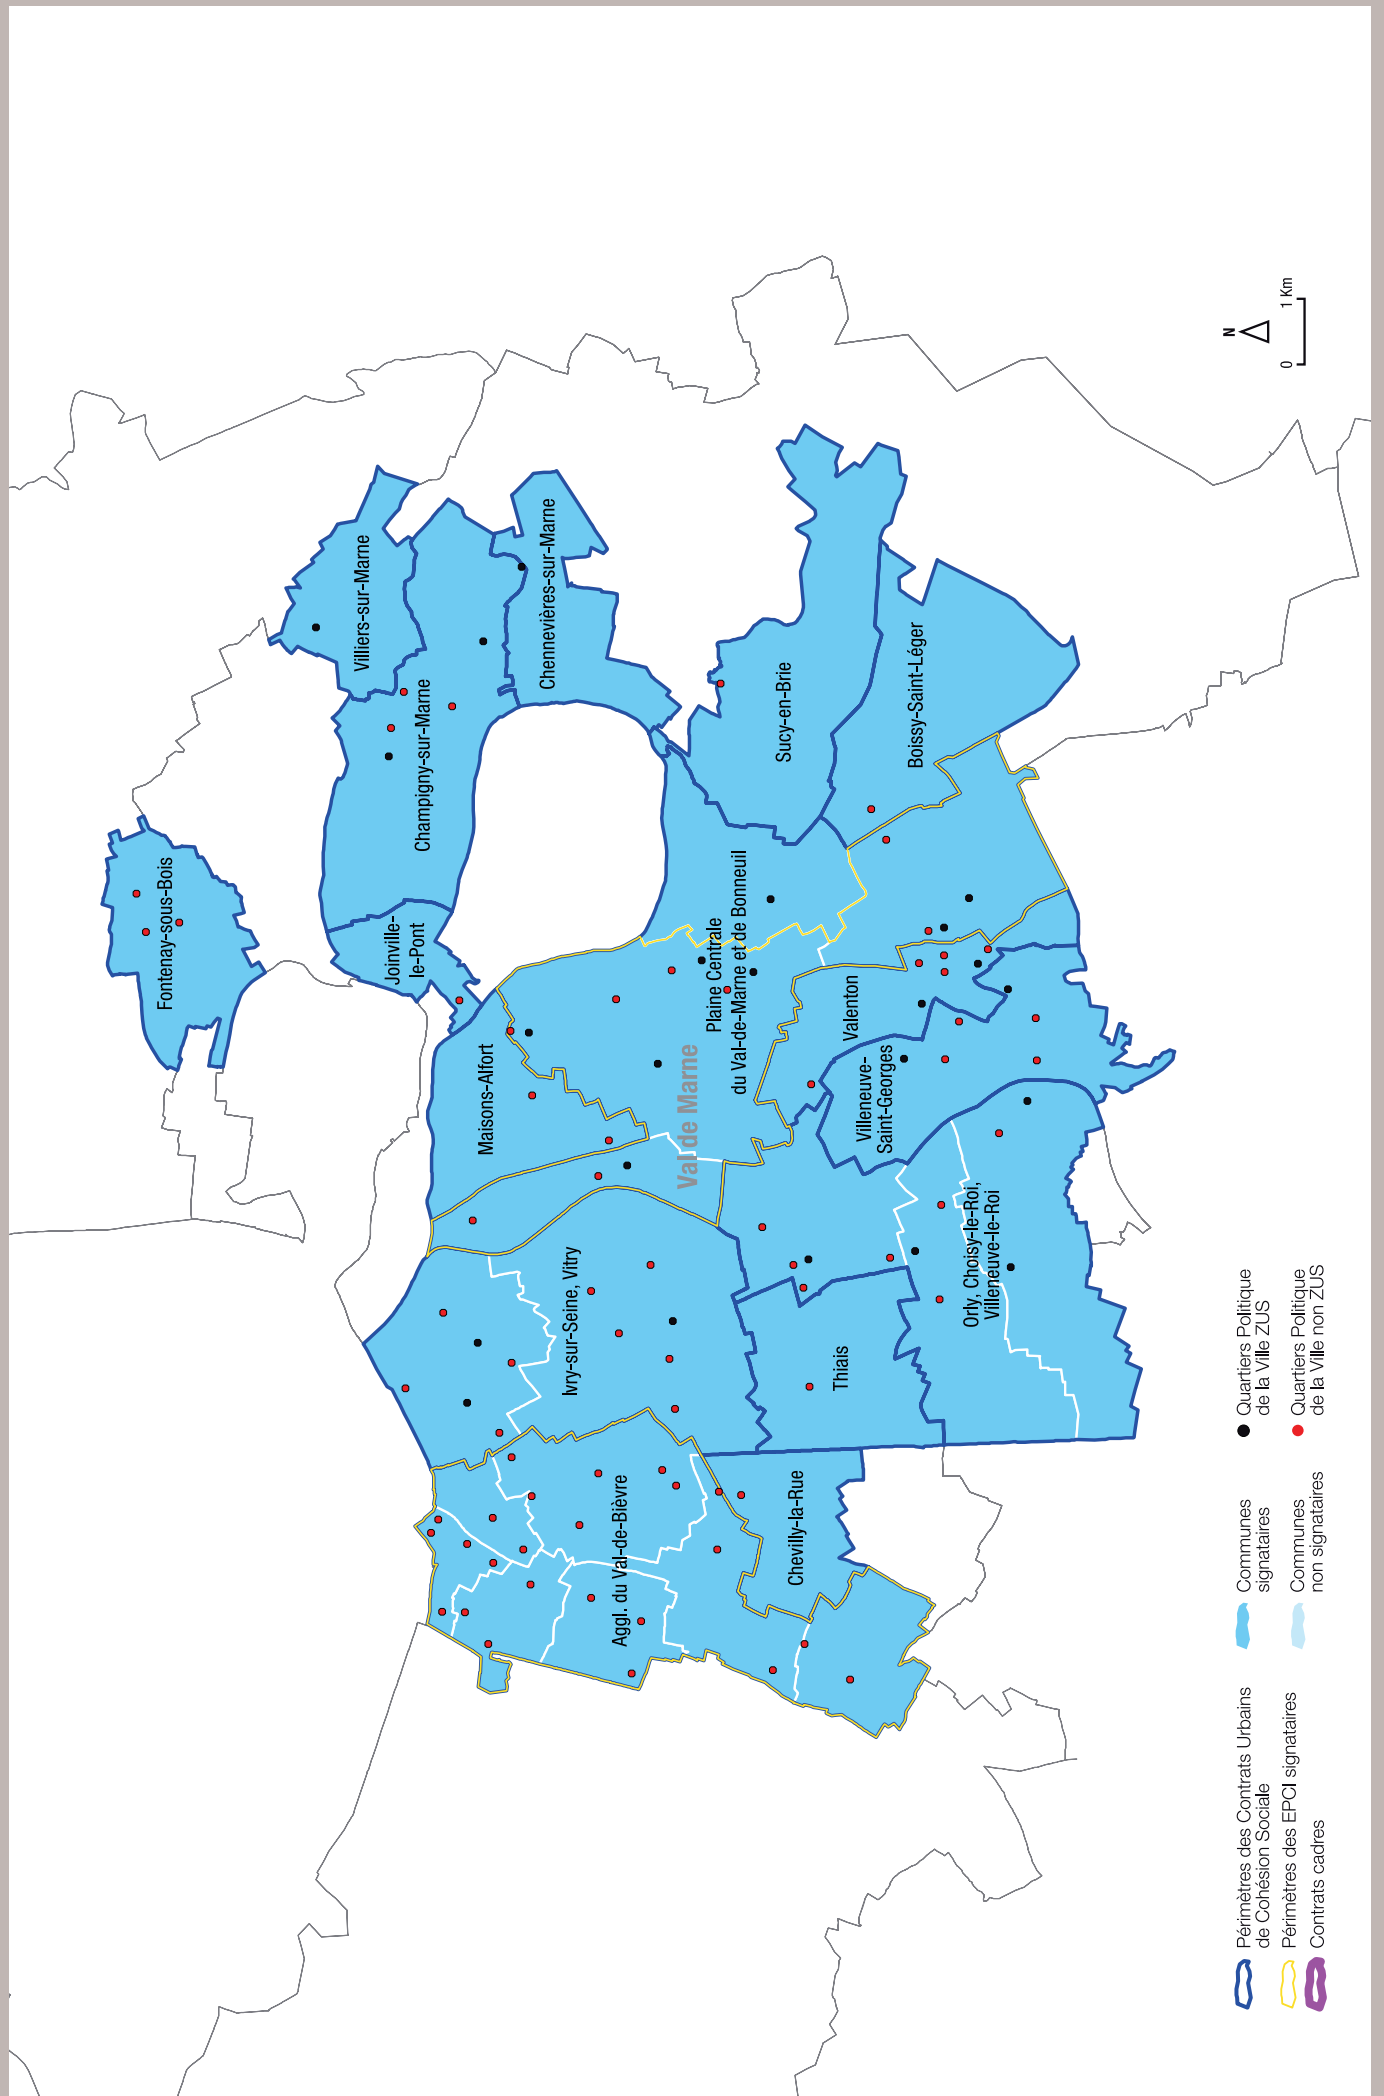 Fontenay-sous-Bois
Villiers-sur-Marne
Champigny-sur-Marne
Joinville-
le-Pont
Chennevières-sur-Marne
Maisons-Alfort
Ivry-sur-Seine, Vitry
Aggl. du Val-de-Bièvre
Val de Marne
Plaine Centrale
du Val-de-Marne et de Bonneuil
Sucy-en-Brie
Boissy-Saint-Léger
Valenton
Villeneuve-
Saint-Georges
Chevilly-la-Rue
Thiais
Orly, Choisy-le-Roi,
Villeneuve-le-Roi
N
0 1 Km
Périmètres des Contrats Urbains
de Cohésion Sociale
Périmètres des EPCI signataires
Contrats cadres
Communes
signataires
Communes
non signataires
Quartiers Politique
de la Ville ZUS
Quartiers Politique
de la Ville non ZUS